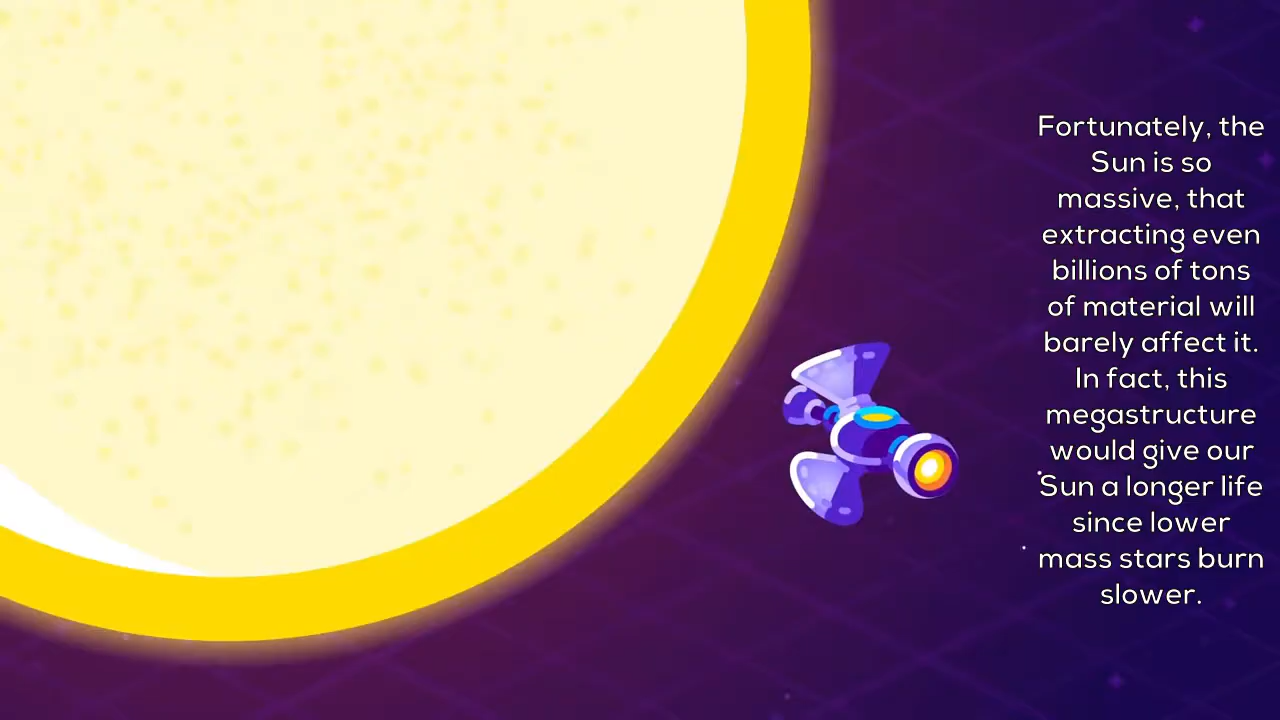 Fortunately, the
Sun is so
massive, that
extracting even
billions of tons
of material will
barely affect it.
In fact, this
megastructure
would give our
Sun a longer life
since lower
mass stars burn
slower.